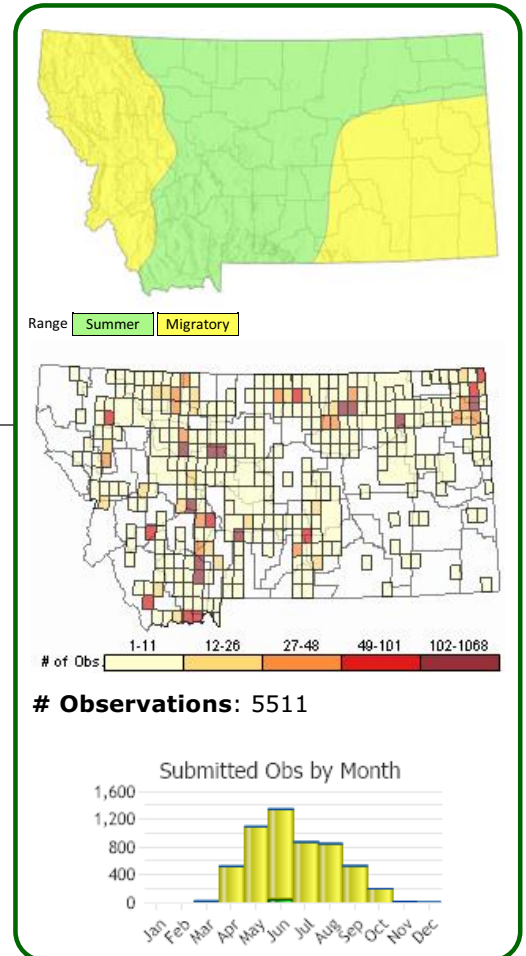 Range Summer Migratory
1-11 12-26 27-48 49-101 102-1068
# of Obs.
# Observations: 5511
Submitted Obs by Month
1,600
1,200
800
400
0
Jan Feb Mar Apr May Jun Jul Aug Sep Oct Nov Dec